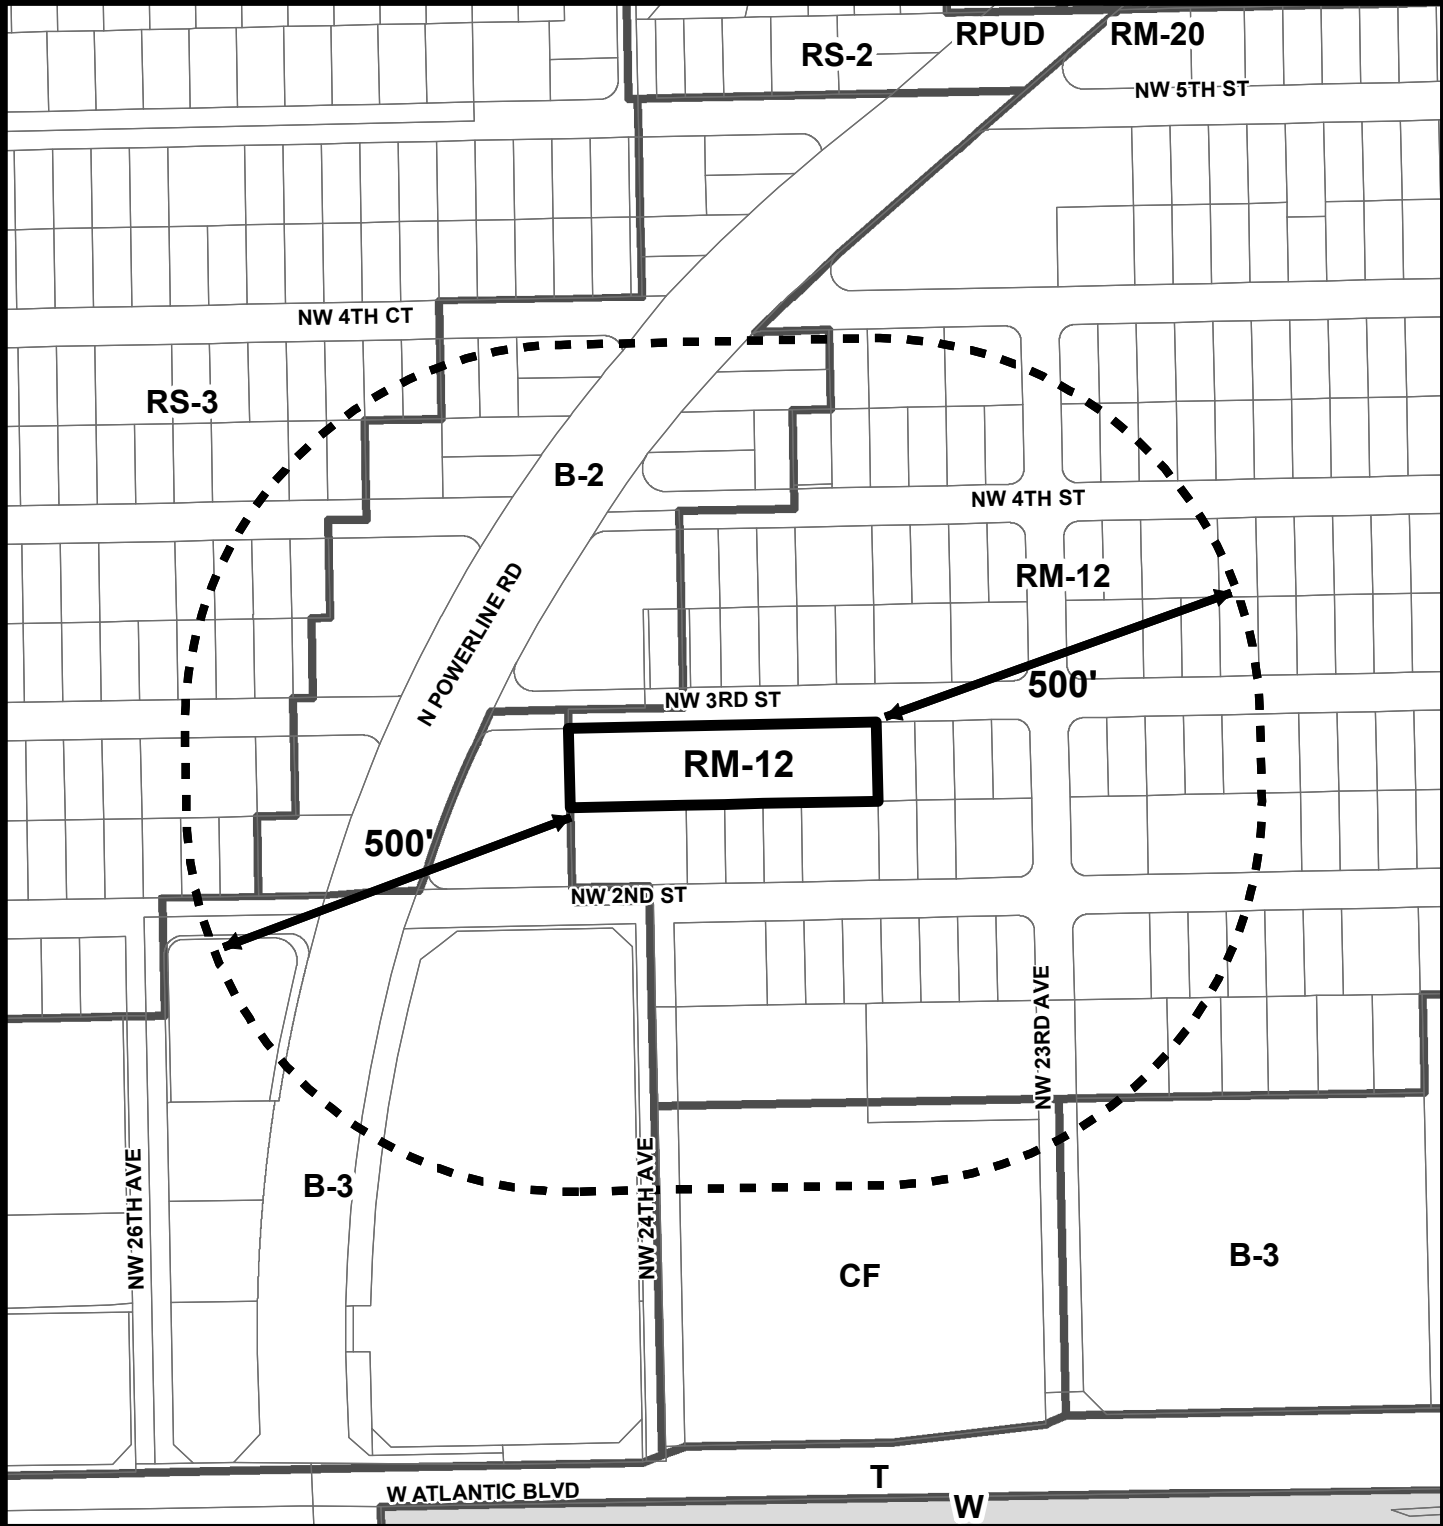 RPUD
RM-20
RS-2
NW 5TH ST
NW 4TH CT
RS-3
B-2
NW 4TH ST
RM-12
N POWERLINE RD
500'
NW 3RD ST
RM-12
500'
NW 2ND ST
NW 23RD AVE
NW 26TH AVE
B-3
NW 24TH AVE
CF
B-3
W ATLANTIC BLVD
T
W